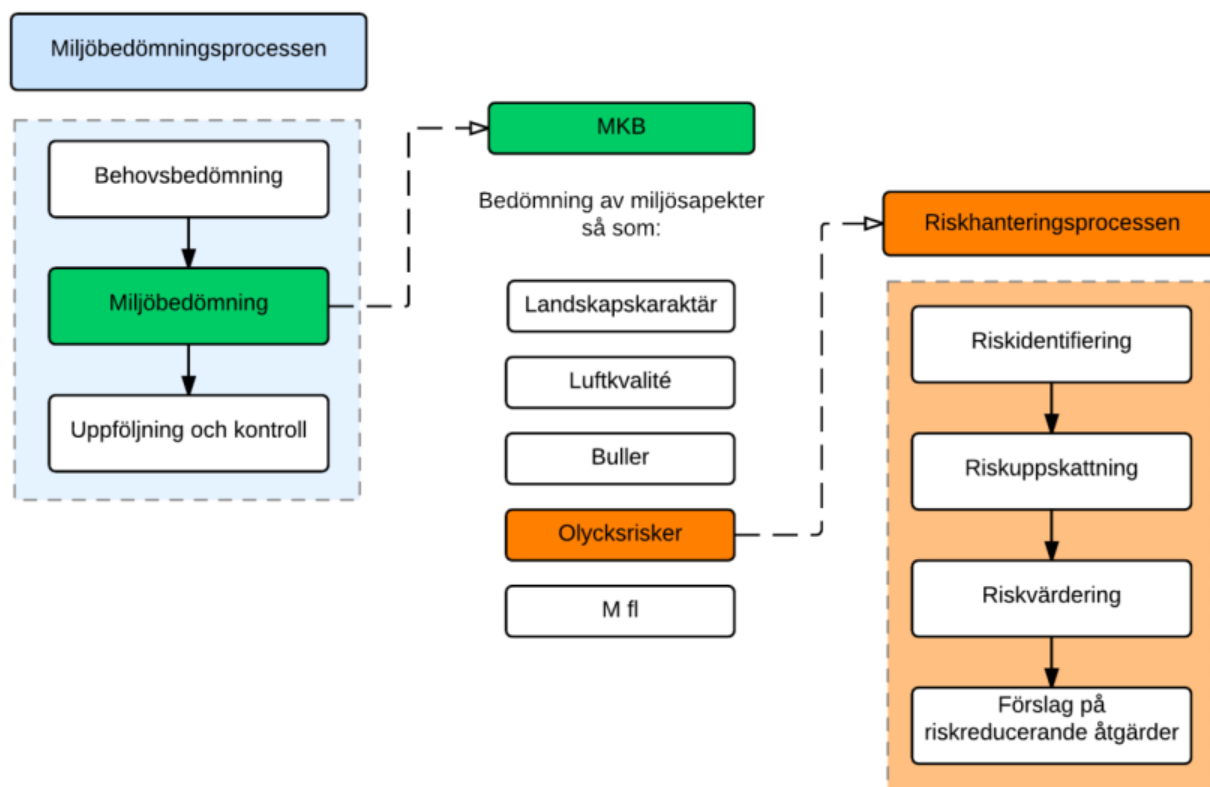 Miljöbedömningsprocessen
Behovsbedömning
Miljöbedömning
Uppföljning och kontroll
MKB
Bedömning av miljösapekter
så som:
Landskapskaraktär
Luftkvalité
Buller
Olycksrisker
M fl
Riskhanteringsprocessen
Riskidentifiering
Riskuppskattning
Riskvärdering
Förslag på
riskreducerande åtgärder